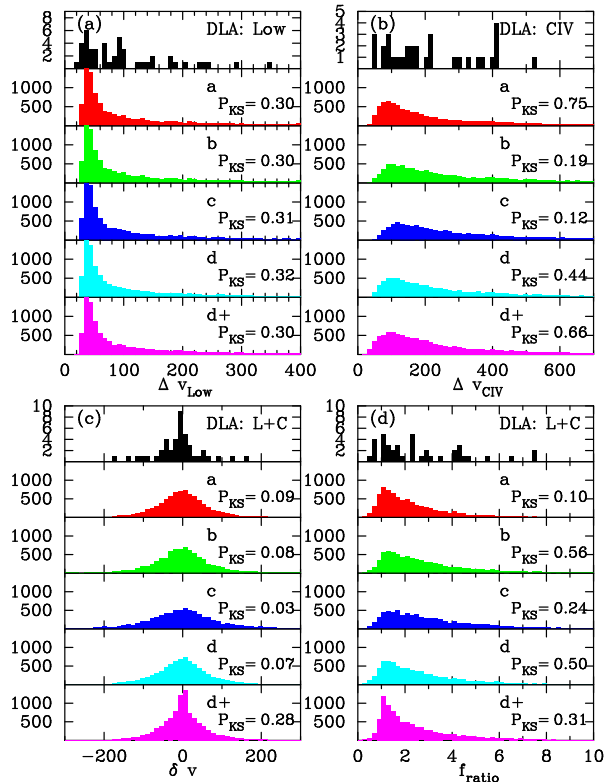 (a) DLA: Low
8
6
4
2
a
P_KS = 0.30
1000
500
b
P_KS = 0.30
1000
500
c
P_KS = 0.31
1000
500
d
P_KS = 0.32
1000
500
d+
P_KS = 0.30
1000
500
0 100 200 300 400
Δ v_Low
(b) DLA: CIV
5
4
3
2
1
a
P_KS = 0.75
1000
500
b
P_KS = 0.19
1000
500
c
P_KS = 0.12
1000
500
d
P_KS = 0.44
1000
500
d+
P_KS = 0.66
1000
500
0 200 400 600
Δ v_CIV
(c) DLA: L+C
10
8
6
4
2
a
P_KS = 0.09
1000
500
b
P_KS = 0.08
1000
500
c
P_KS = 0.03
1000
500
d
P_KS = 0.07
1000
500
d+
P_KS = 0.28
1000
500
−200 0 200
δ v
(d) DLA: L+C
8
6
4
2
a
P_KS = 0.10
1000
500
b
P_KS = 0.56
1000
500
c
P_KS = 0.24
1000
500
d
P_KS = 0.50
1000
500
d+
P_KS = 0.31
1000
500
0 2 4 6 8 10
f_ratio